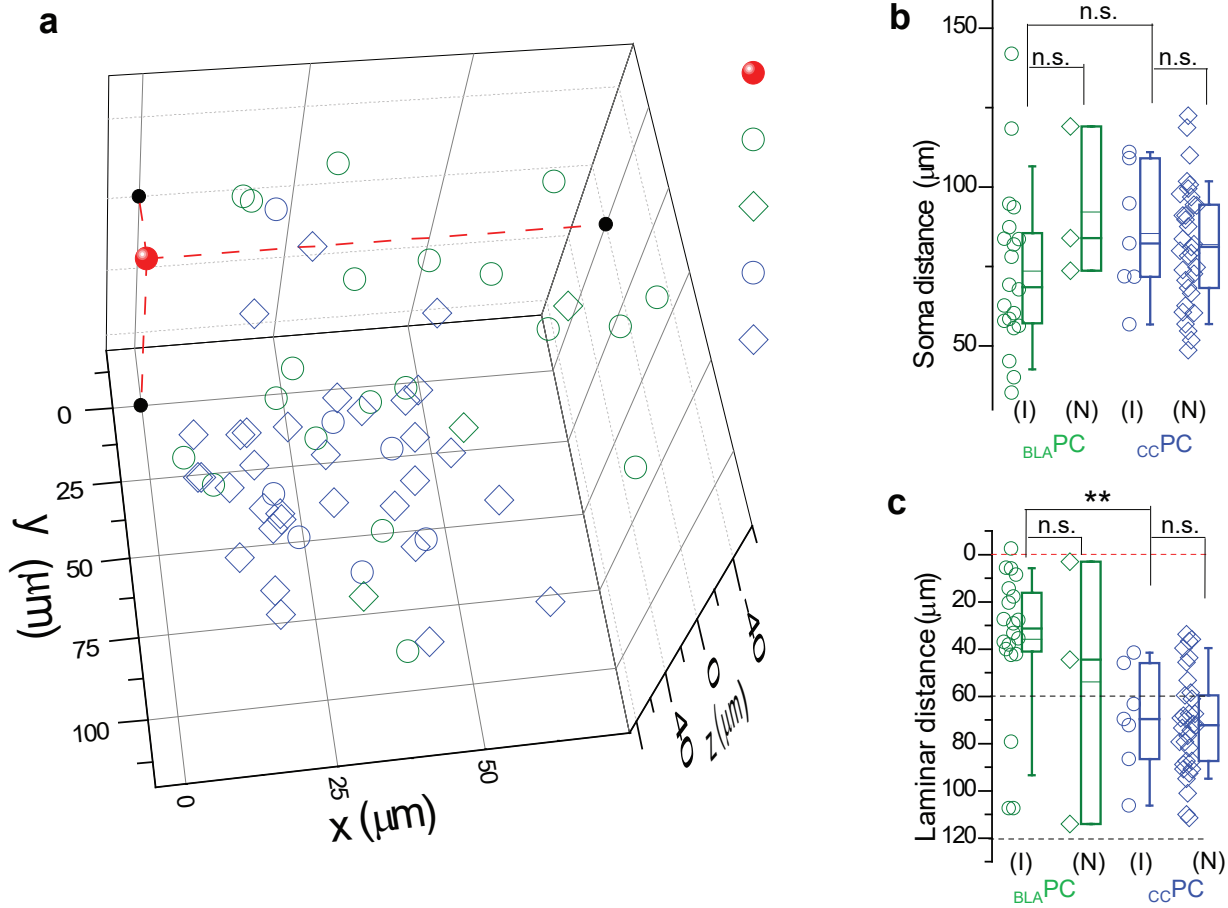 a
0
25
50
75
100
y (μm)
0
25
50
x (μm)
40
0
-40
z (μm)
b
n.s.
n.s.
n.s.
150
100
50
Soma distance (μm)
(I) (N) (I) (N)
BLAPC CCPC
c
**
n.s.
n.s.
0
20
40
60
80
100
120
Laminar distance (μm)
(I) (N) (I) (N)
BLAPC CCPC